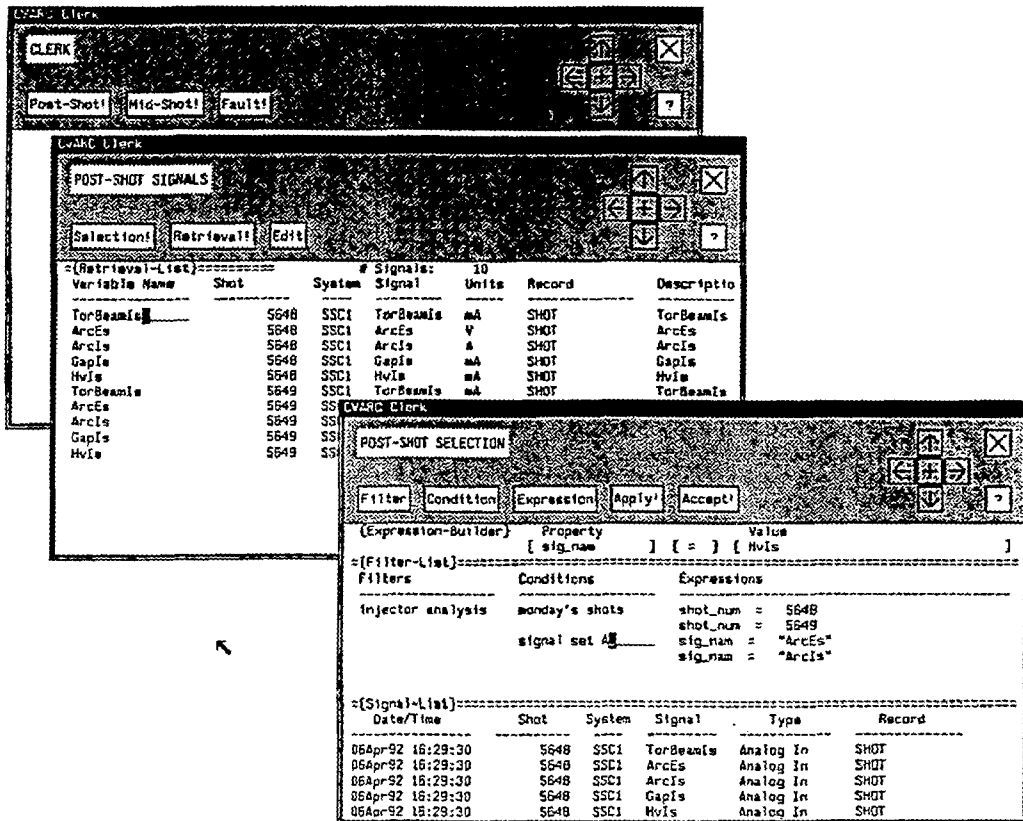 CVARC Clerk
CLERK
Post-Shot! Mid-Shot! Fault!
?
CVARC Clerk
POST-SHOT SIGNALS
Selection! Retrieval! Edit
?
={Retrieval-List}========== # Signals: 10
Variable Name Shot System Signal Units Record Descriptio
TorBeamIs 5648 SSC1 TorBeamIs mA SHOT TorBeamIs
ArcEs 5648 SSC1 ArcEs V SHOT ArcEs
ArcIs 5648 SSC1 ArcIs A SHOT ArcIs
GapIs 5648 SSC1 GapIs mA SHOT GapIs
HvIs 5648 SSC1 HvIs mA SHOT HvIs
TorBeamIs 5649 SSC1 TorBeamIs mA SHOT TorBeamIs
ArcEs 5649 SS
ArcIs 5649 SS
GapIs 5649 SS
HvIs 5649 SS
CVARC Clerk
POST-SHOT SELECTION
Filter Condition Expression Apply! Accept!
?
{Expression-Builder} Property Value
[ sig_nam ] [ = ] [ HvIs ]
={Filter-List}==========
Filters Conditions Expressions
injector analysis monday's shots shot_num = 5648
shot_num = 5649
signal set A sig_nam = "ArcEs"
sig_nam = "ArcIs"
={Signal-List}==========
Date/Time Shot System Signal Type Record
06Apr92 16:29:30 5648 SSC1 TorBeamIs Analog In SHOT
06Apr92 16:29:30 5648 SSC1 ArcEs Analog In SHOT
06Apr92 16:29:30 5648 SSC1 ArcIs Analog In SHOT
06Apr92 16:29:30 5648 SSC1 GapIs Analog In SHOT
06Apr92 16:29:30 5648 SSC1 HvIs Analog In SHOT